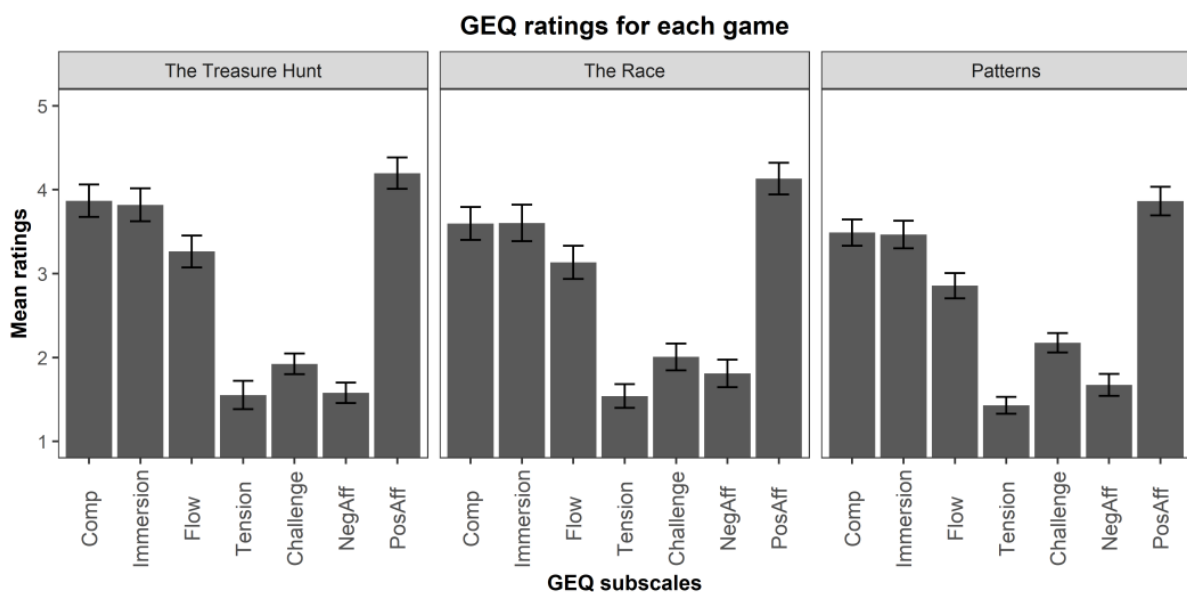 GEQ ratings for each game
The Treasure Hunt
The Race
Patterns
Mean ratings
5
4
3
2
1
Comp
Immersion
Flow
Tension
Challenge
NegAff
PosAff
Comp
Immersion
Flow
Tension
Challenge
NegAff
PosAff
Comp
Immersion
Flow
Tension
Challenge
NegAff
PosAff
GEQ subscales